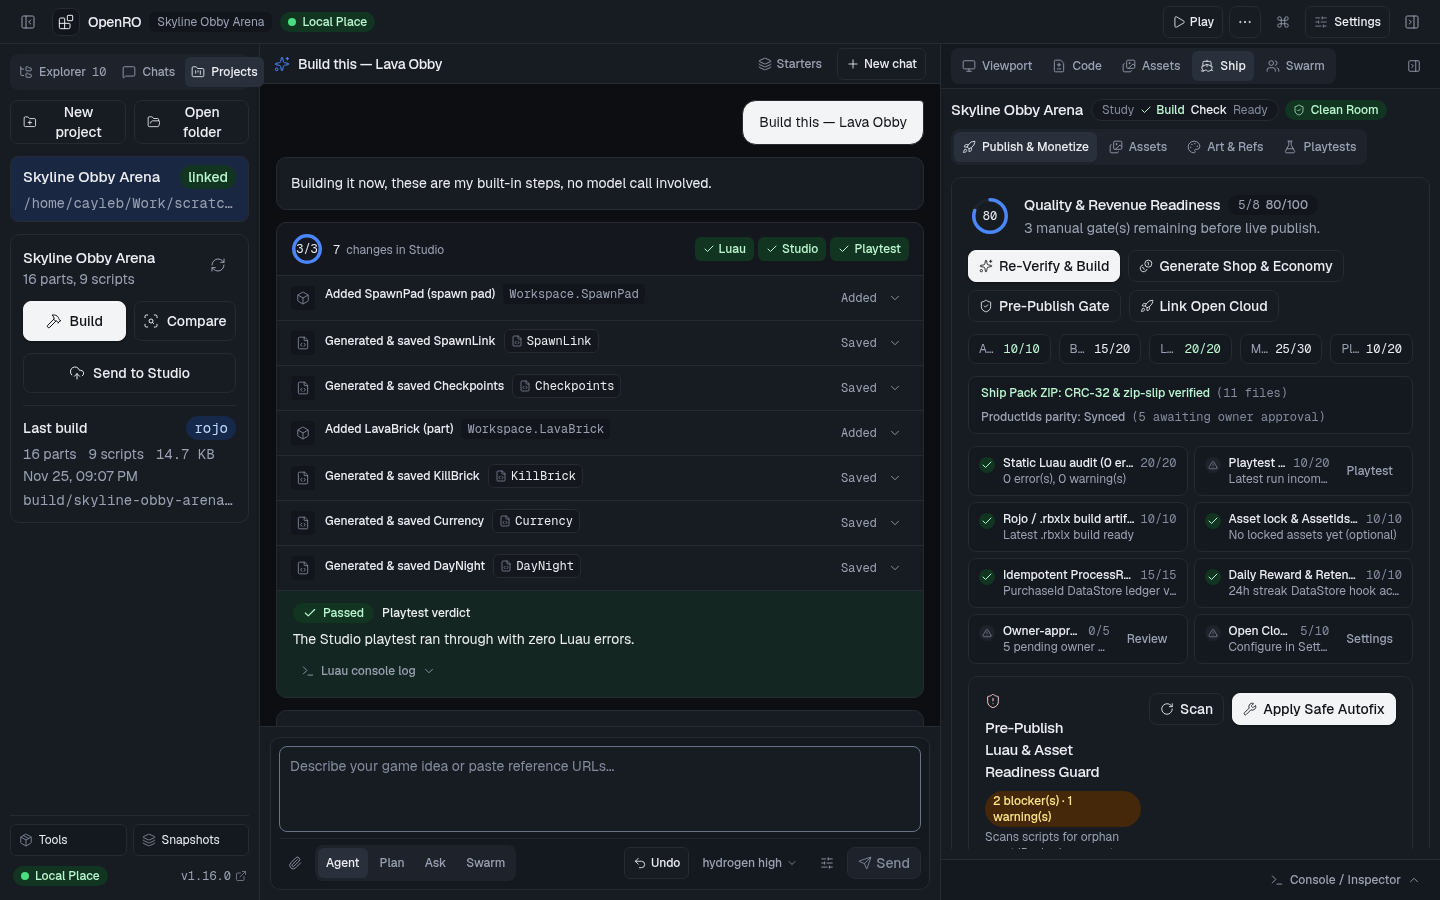 OpenRO Skyline Obby Arena Local Place Play ... ⌘ Settings
Explorer 10 Chats Projects
New project
Open folder
Skyline Obby Arena linked
/home/cayleb/Work/scratc…
Skyline Obby Arena
16 parts, 9 scripts
Build Compare
Send to Studio
Last build rojo
16 parts 9 scripts 14.7 KB
Nov 25, 09:07 PM
build/skyline-obby-arena…
Tools Snapshots
Local Place v1.16.0
Build this — Lava Obby Starters New chat
Build this — Lava Obby
Building it now, these are my built-in steps, no model call involved.
3/3 7 changes in Studio Luau Studio Playtest
Added SpawnPad (spawn pad) Workspace.SpawnPad Added
Generated & saved SpawnLink SpawnLink Saved
Generated & saved Checkpoints Checkpoints Saved
Added LavaBrick (part) Workspace.LavaBrick Added
Generated & saved KillBrick KillBrick Saved
Generated & saved Currency Currency Saved
Generated & saved DayNight DayNight Saved
Passed Playtest verdict
The Studio playtest ran through with zero Luau errors.
Luau console log
Describe your game idea or paste reference URLs…
Agent Plan Ask Swarm Undo hydrogen high Send
Viewport Code Assets Ship Swarm
Skyline Obby Arena Study Build Check Ready Clean Room
Publish & Monetize Assets Art & Refs Playtests
80 Quality & Revenue Readiness 5/8 80/100
3 manual gate(s) remaining before live publish.
Re-Verify & Build Generate Shop & Economy
Pre-Publish Gate Link Open Cloud
A… 10/10 B… 15/20 L… 20/20 M… 25/30 Pl… 10/20
Ship Pack ZIP: CRC-32 & zip-slip verified (11 files)
ProductIds parity: Synced (5 awaiting owner approval)
Static Luau audit (0 er… 20/20
0 error(s), 0 warning(s)
Playtest … 10/20
Latest run incom…
Playtest
Rojo / .rbxlx build artif… 10/10
Latest .rbxlx build ready
Asset lock & AssetIds… 10/10
No locked assets yet (optional)
Idempotent ProcessR… 15/15
PurchaseId DataStore ledger v…
Daily Reward & Reten… 10/10
24h streak DataStore hook ac…
Owner-appr… 0/5
5 pending owner …
Review
Open Clo… 5/10
Configure in Sett…
Settings
Pre-Publish
Luau & Asset
Readiness Guard
Scan Apply Safe Autofix
2 blocker(s) · 1
warning(s)
Scans scripts for orphan
Console / Inspector